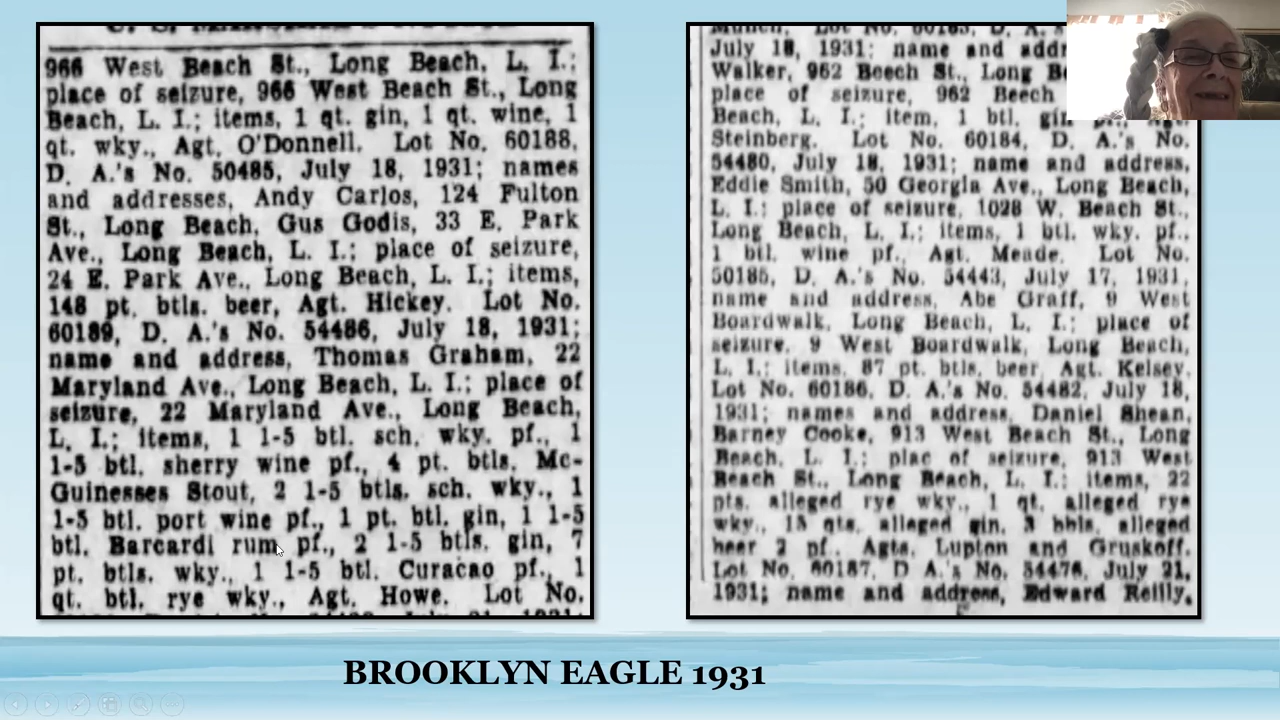 966 West Beach St., Long Beach, L. I.;
place of seizure, 966 West Beach St., Long
Beach, L. I.; items, 1 qt. gin, 1 qt. wine, 1
qt. wky., Agt. O'Donnell. Lot No. 60188,
D. A.'s No. 50485, July 18, 1931; names
and addresses, Andy Carlos, 124 Fulton
St., Long Beach, Gus Godis, 33 E. Park
Ave., Long Beach, L. I.; place of seizure,
24 E. Park Ave., Long Beach, L. I.; items,
148 pt. btls. beer, Agt. Hickey. Lot No.
60189, D. A.'s No. 54486, July 18, 1931;
name and address, Thomas Graham, 22
Maryland Ave., Long Beach, L. I.; place of
seizure, 22 Maryland Ave., Long Beach,
L. I.; items, 1 1-5 btl. sch. wky. pf., 1
1-5 btl. sherry wine pf., 4 pt. btls. Mc-
Guinesses Stout, 2 1-5 btls. sch. wky., 1
1-5 btl. port wine pf., 1 pt. btl. gin, 1 1-5
btl. Barcardi rum pf., 2 1-5 btls. gin, 7
pt. btls. wky., 1 1-5 btl. Curacao pf., 1
qt. btl. rye wky., Agt. Howe. Lot No.
July 18, 1931; name and
Walker, 962 Beech St., Long
place of seizure, 962 Beech
Beach, L. I.; item, 1 btl. gin
Steinberg. Lot No. 60184, D. A.'s No.
54480, July 18, 1931; name and address,
Eddie Smith, 50 Georgia Ave., Long Beach,
L. I.; place of seizure, 1028 W. Beach St.,
Long Beach, L. I.; items, 1 btl. wky. pf.,
1 btl. wine pf., Agt. Meade. Lot No.
50185, D. A.'s No. 54443, July 17, 1931,
name and address, Abe Graff, 9 West
Boardwalk, Long Beach, L. I.; place of
seizure, 9 West Boardwalk, Long Beach,
L. I.; items, 87 pt. btls. beer, Agt. Kelsey.
Lot No. 60186, D. A.'s No. 54482, July 18,
1931; names and address, Daniel Shean,
Barney Cooke, 913 West Beach St., Long
Beach, L. I.; plac of seizure, 913 West
Beach St., Long Beach, L. I.; items, 22
pts. alleged rye wky., 1 qt. alleged rye
wky., 15 qts. alleged gin, 3 bbls. alleged
beer 2 pf., Agts. Lupton and Gruskoff.
Lot No. 60187, D A.'s No. 54476, July 21,
1931; name and address, Edward Reilly,
BROOKLYN EAGLE 1931